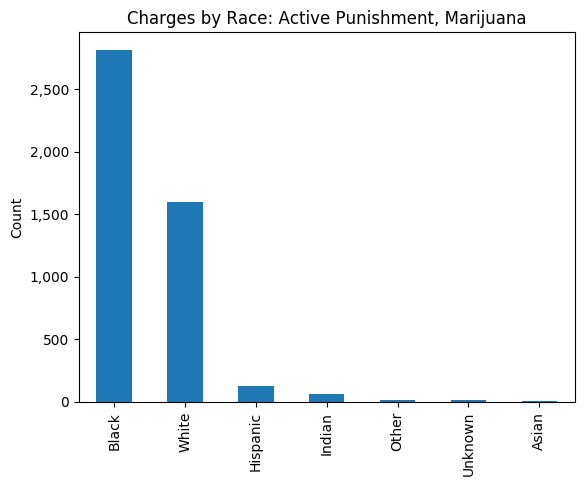 Charges by Race: Active Punishment, Marijuana
2,500
2,000
1,500
1,000
500
0
Count
Black
White
Hispanic
Indian
Other
Unknown
Asian